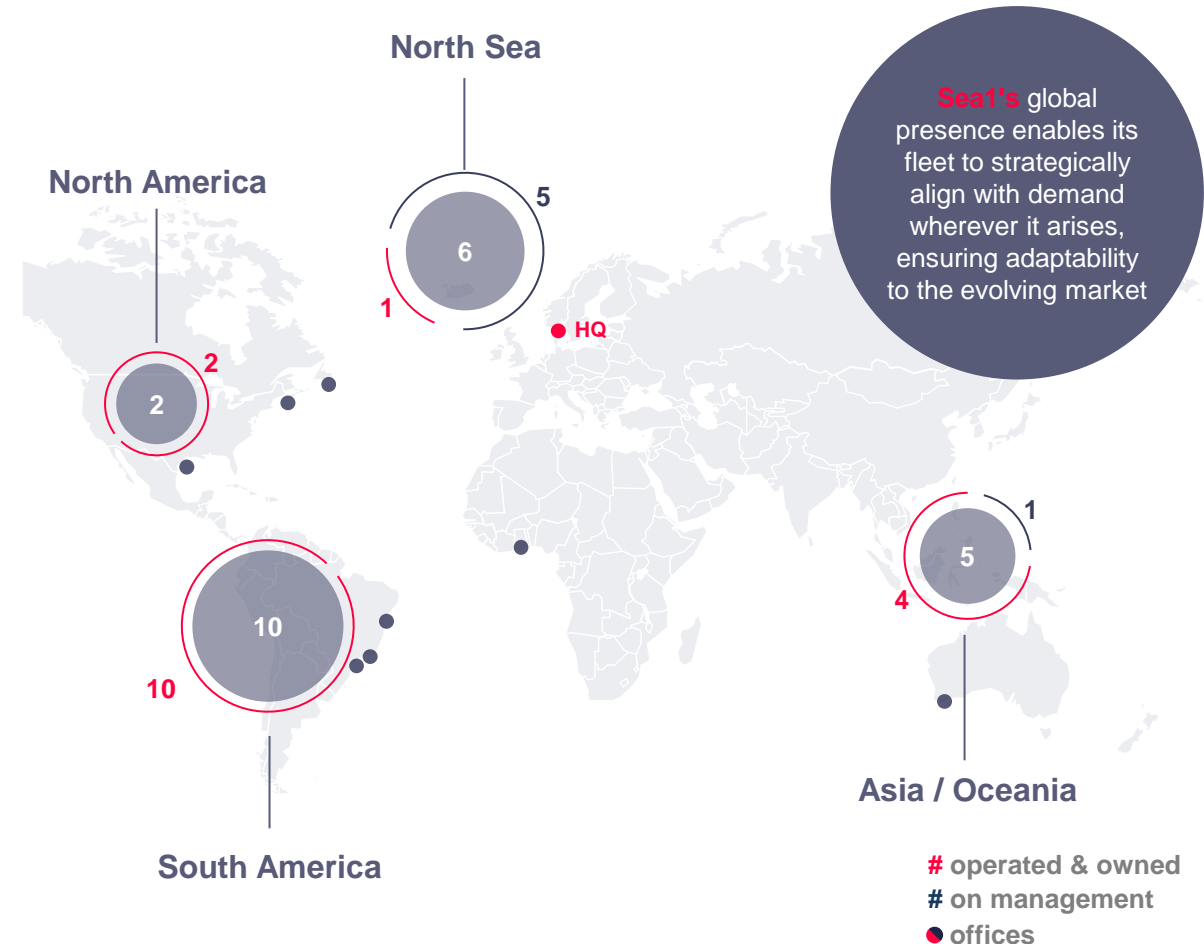 North Sea
Sea1's global
presence enables its
fleet to strategically
align with demand
wherever it arises,
ensuring adaptability
to the evolving market
North America
5
6
1
HQ
2
2
1
5
4
10
10
Asia / Oceania
South America
# operated & owned
# on management
offices